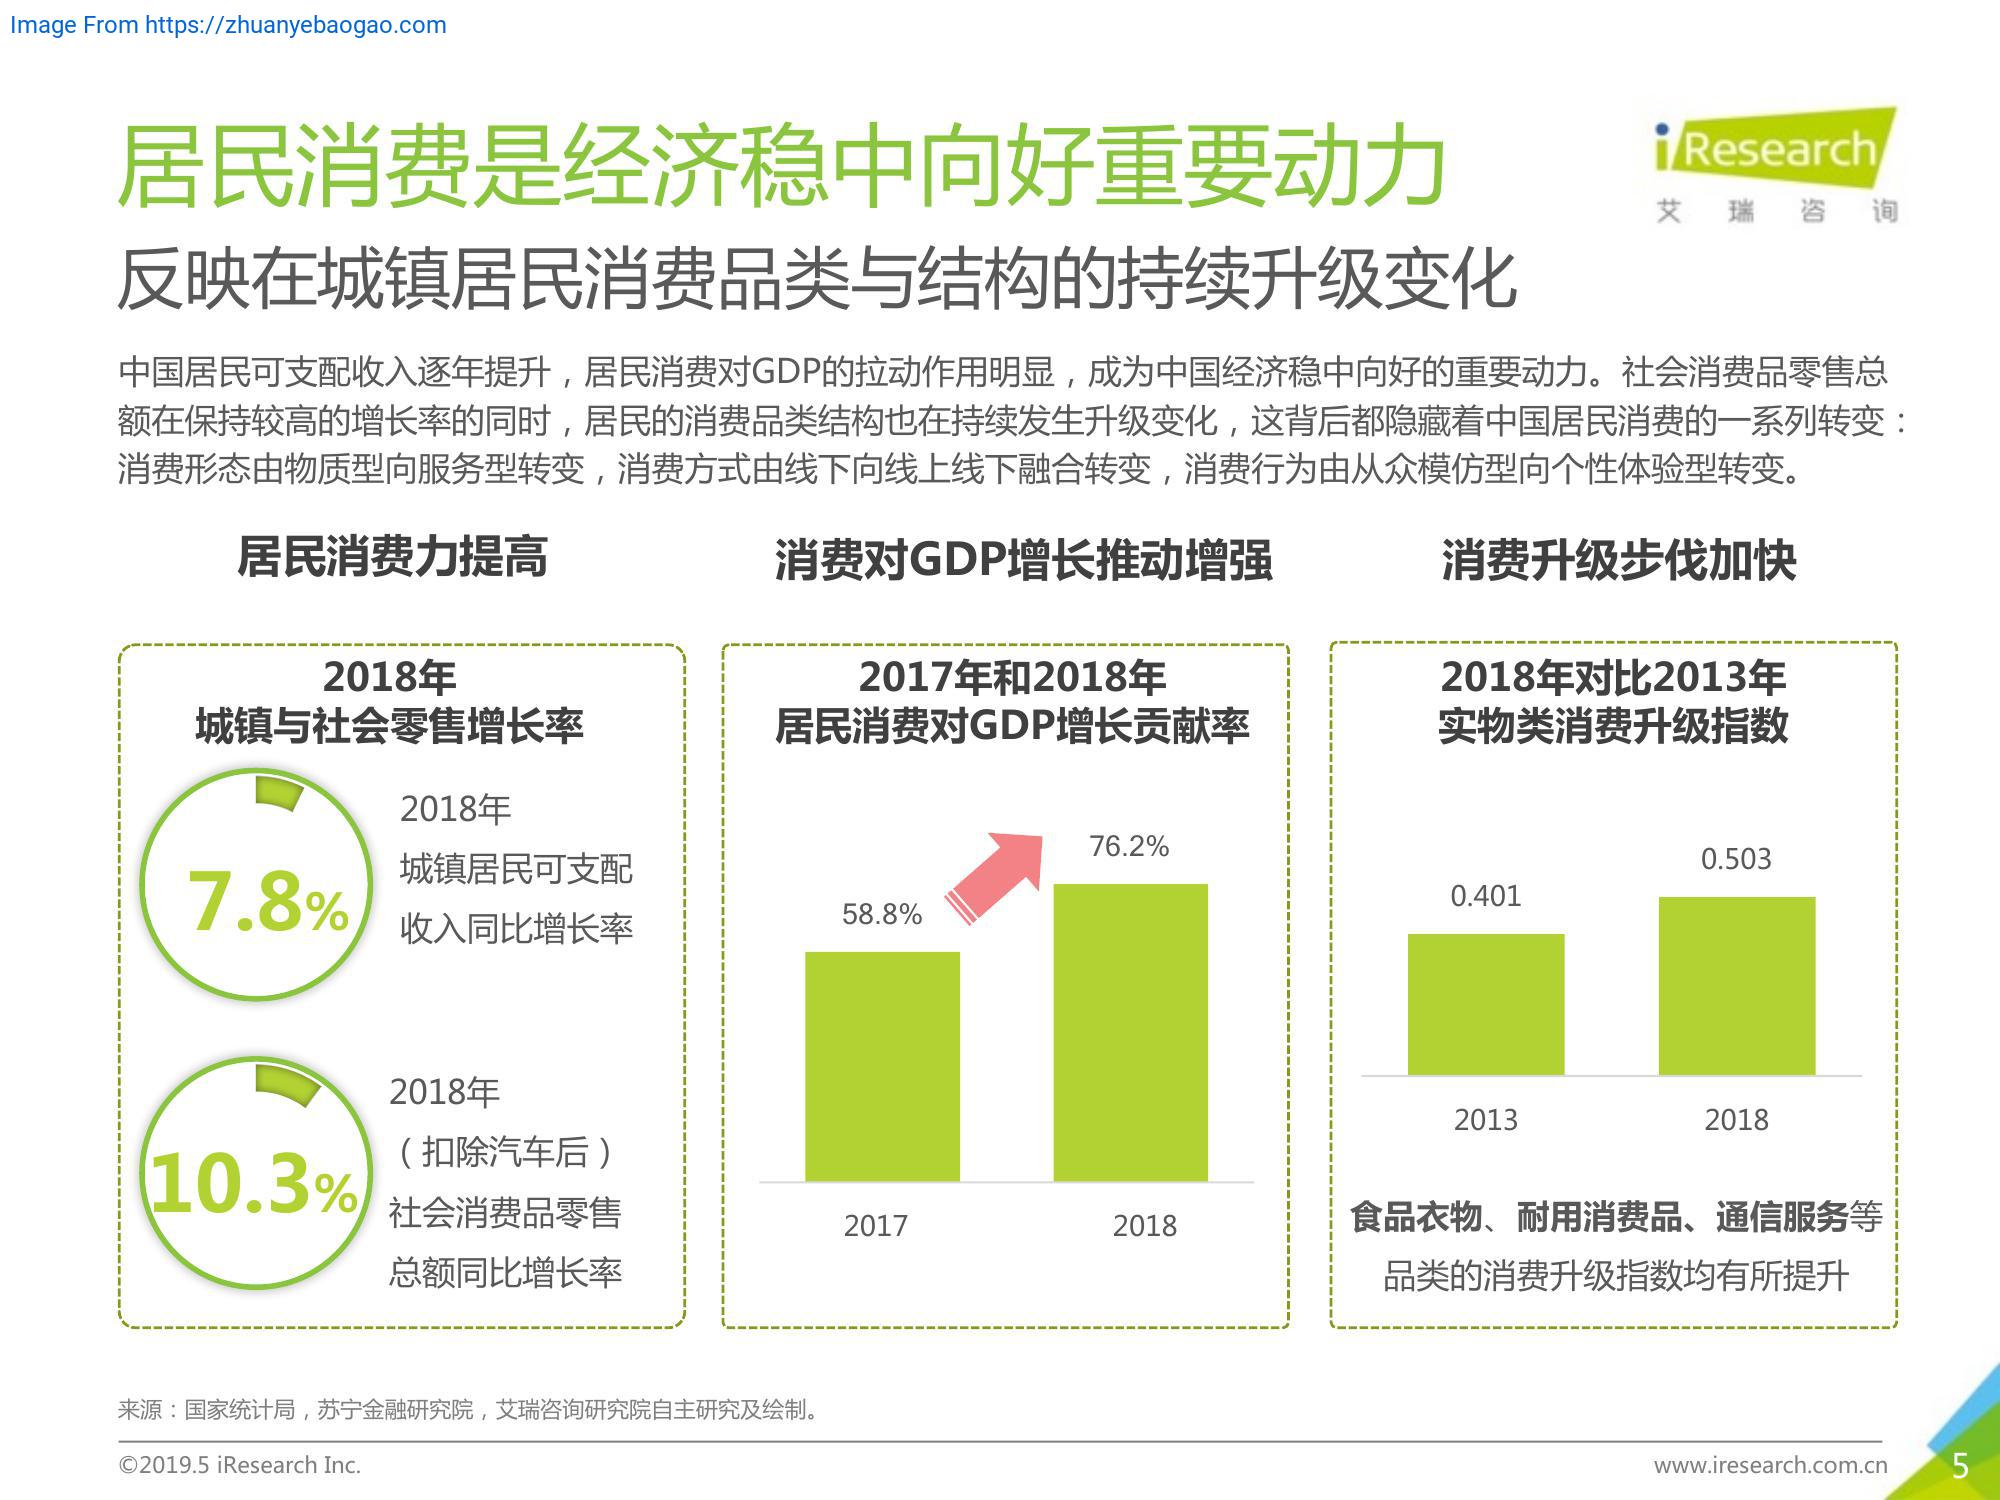 Image From https://zhuanyebaogao.com
居民消费是经济稳中向好重要动力
iResearch
艾瑞咨询
反映在城镇居民消费品类与结构的持续升级变化
中国居民可支配收入逐年提升，居民消费对GDP的拉动作用明显，成为中国经济稳中向好的重要动力。社会消费品零售总
额在保持较高的增长率的同时，居民的消费品类结构也在持续发生升级变化，这背后都隐藏着中国居民消费的一系列转变：
消费形态由物质型向服务型转变，消费方式由线下向线上线下融合转变，消费行为由从众模仿型向个性体验型转变。
居民消费力提高
2018年
城镇与社会零售增长率
7.8%
2018年
城镇居民可支配
收入同比增长率
10.3%
2018年
（扣除汽车后）
社会消费品零售
总额同比增长率
消费对GDP增长推动增强
2017年和2018年
居民消费对GDP增长贡献率
58.8%
76.2%
2017
2018
消费升级步伐加快
2018年对比2013年
实物类消费升级指数
0.401
0.503
2013
2018
食品衣物、耐用消费品、通信服务等
品类的消费升级指数均有所提升
来源：国家统计局，苏宁金融研究院，艾瑞咨询研究院自主研究及绘制。
©2019.5 iResearch Inc.
www.iresearch.com.cn
5